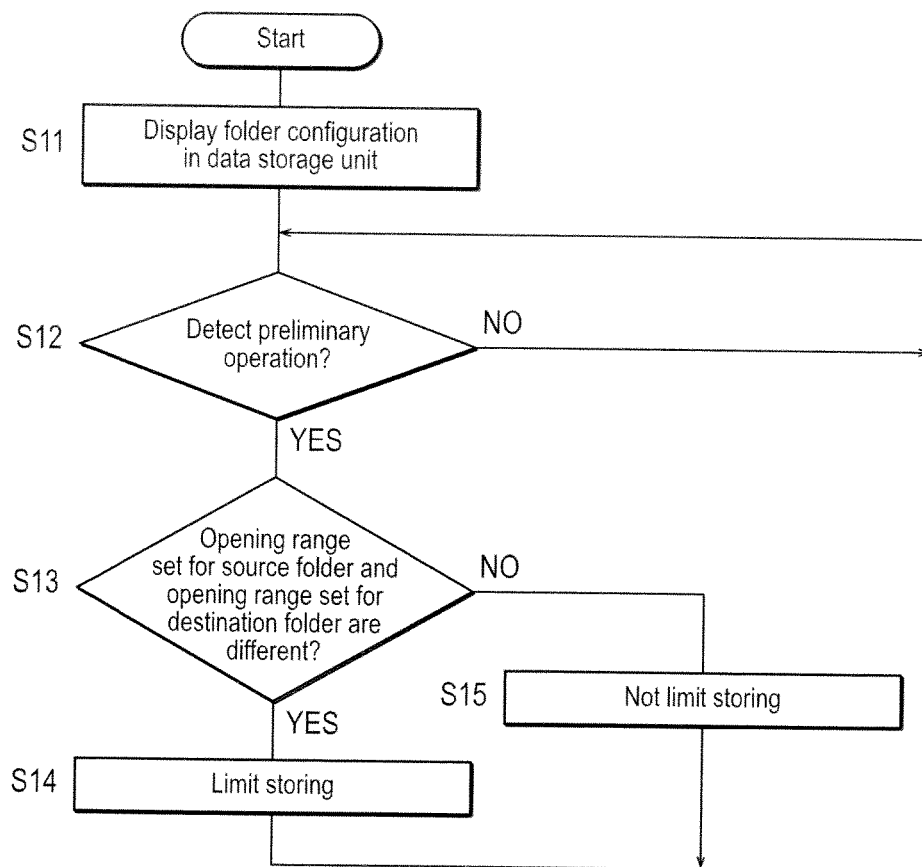 Start
S11
Display folder configuration
in data storage unit
S12
Detect preliminary
operation?
NO
YES
S13
Opening range
set for source folder and
opening range set for
destination folder are
different?
NO
YES
S15
Not limit storing
S14
Limit storing